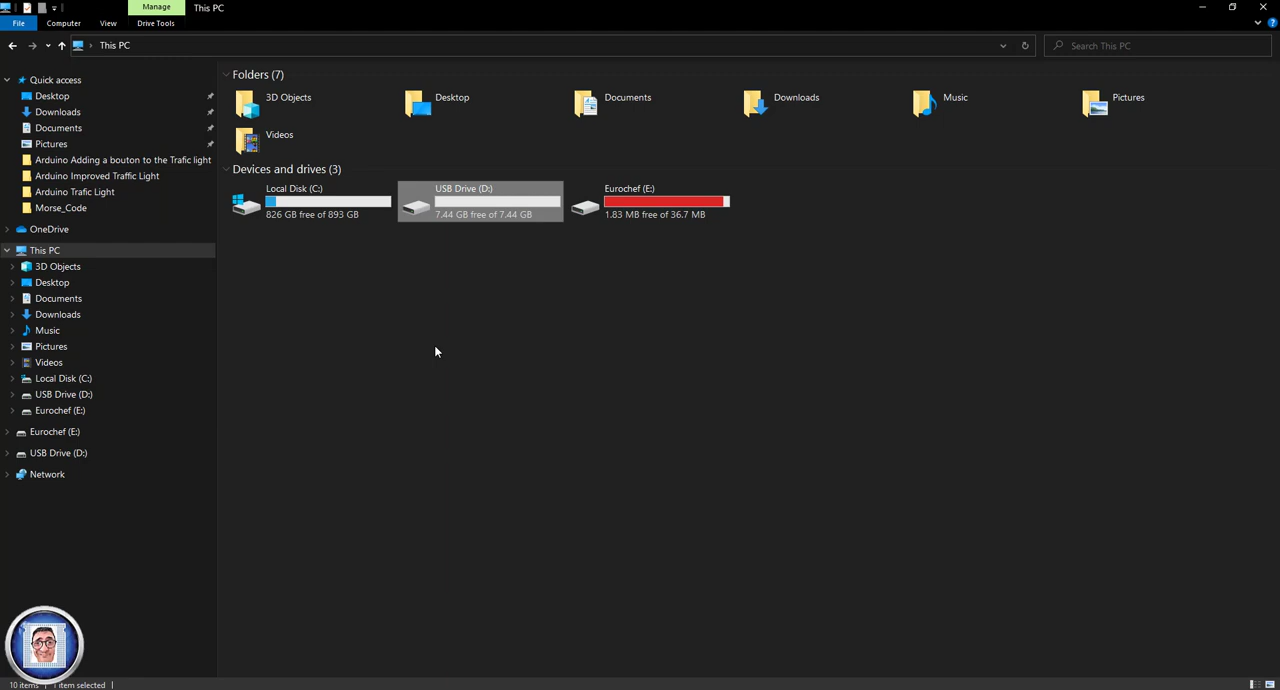 Manage
This PC
File
Computer
View
Drive Tools
This PC
Search This PC
Quick access
Desktop
Downloads
Documents
Pictures
Arduino Adding a bouton to the Trafic light
Arduino Improved Traffic Light
Arduino Trafic Light
Morse_Code
OneDrive
This PC
3D Objects
Desktop
Documents
Downloads
Music
Pictures
Videos
Local Disk (C:)
USB Drive (D:)
Eurochef (E:)
Eurochef (E:)
USB Drive (D:)
Network
Folders (7)
3D Objects
Desktop
Documents
Downloads
Music
Pictures
Videos
Devices and drives (3)
Local Disk (C:)
826 GB free of 893 GB
USB Drive (D:)
7.44 GB free of 7.44 GB
Eurochef (E:)
1.83 MB free of 36.7 MB
10 items
1 item selected